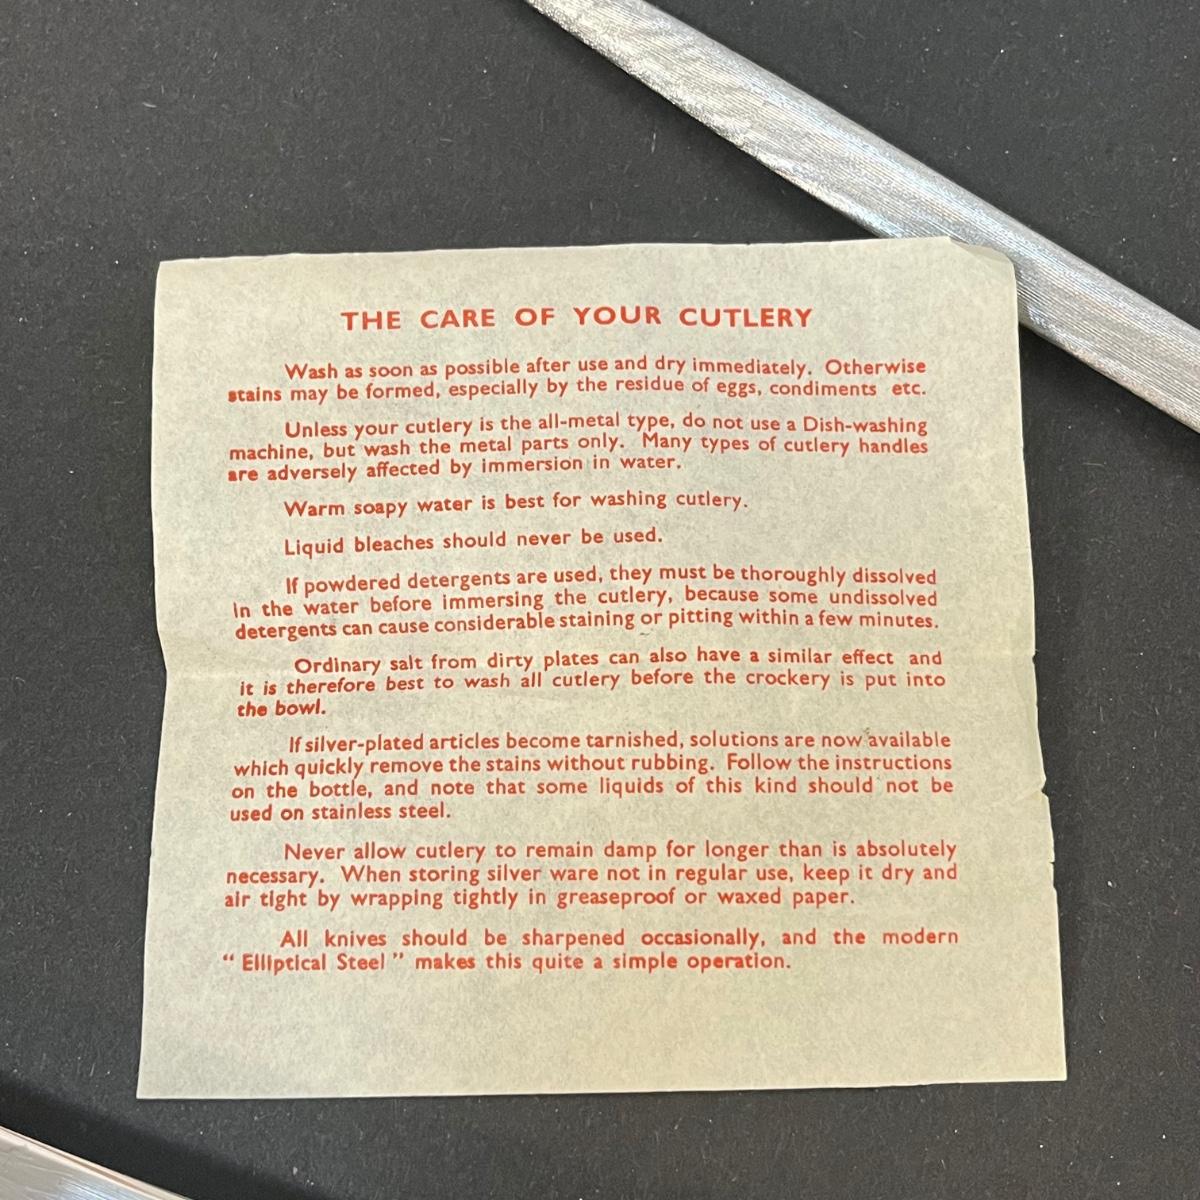 THE CARE OF YOUR CUTLERY
Wash as soon as possible after use and dry immediately. Otherwise
stains may be formed, especially by the residue of eggs, condiments etc.
Unless your cutlery is the all-metal type, do not use a Dish-washing
machine, but wash the metal parts only. Many types of cutlery handles
are adversely affected by immersion in water.
Warm soapy water is best for washing cutlery.
Liquid bleaches should never be used.
If powdered detergents are used, they must be thoroughly dissolved
in the water before immersing the cutlery, because some undissolved
detergents can cause considerable staining or pitting within a few minutes.
Ordinary salt from dirty plates can also have a similar effect and
it is therefore best to wash all cutlery before the crockery is put into
the bowl.
If silver-plated articles become tarnished, solutions are now available
which quickly remove the stains without rubbing. Follow the instructions
on the bottle, and note that some liquids of this kind should not be
used on stainless steel.
Never allow cutlery to remain damp for longer than is absolutely
necessary. When storing silver ware not in regular use, keep it dry and
air tight by wrapping tightly in greaseproof or waxed paper.
All knives should be sharpened occasionally, and the modern
“ Elliptical Steel ” makes this quite a simple operation.